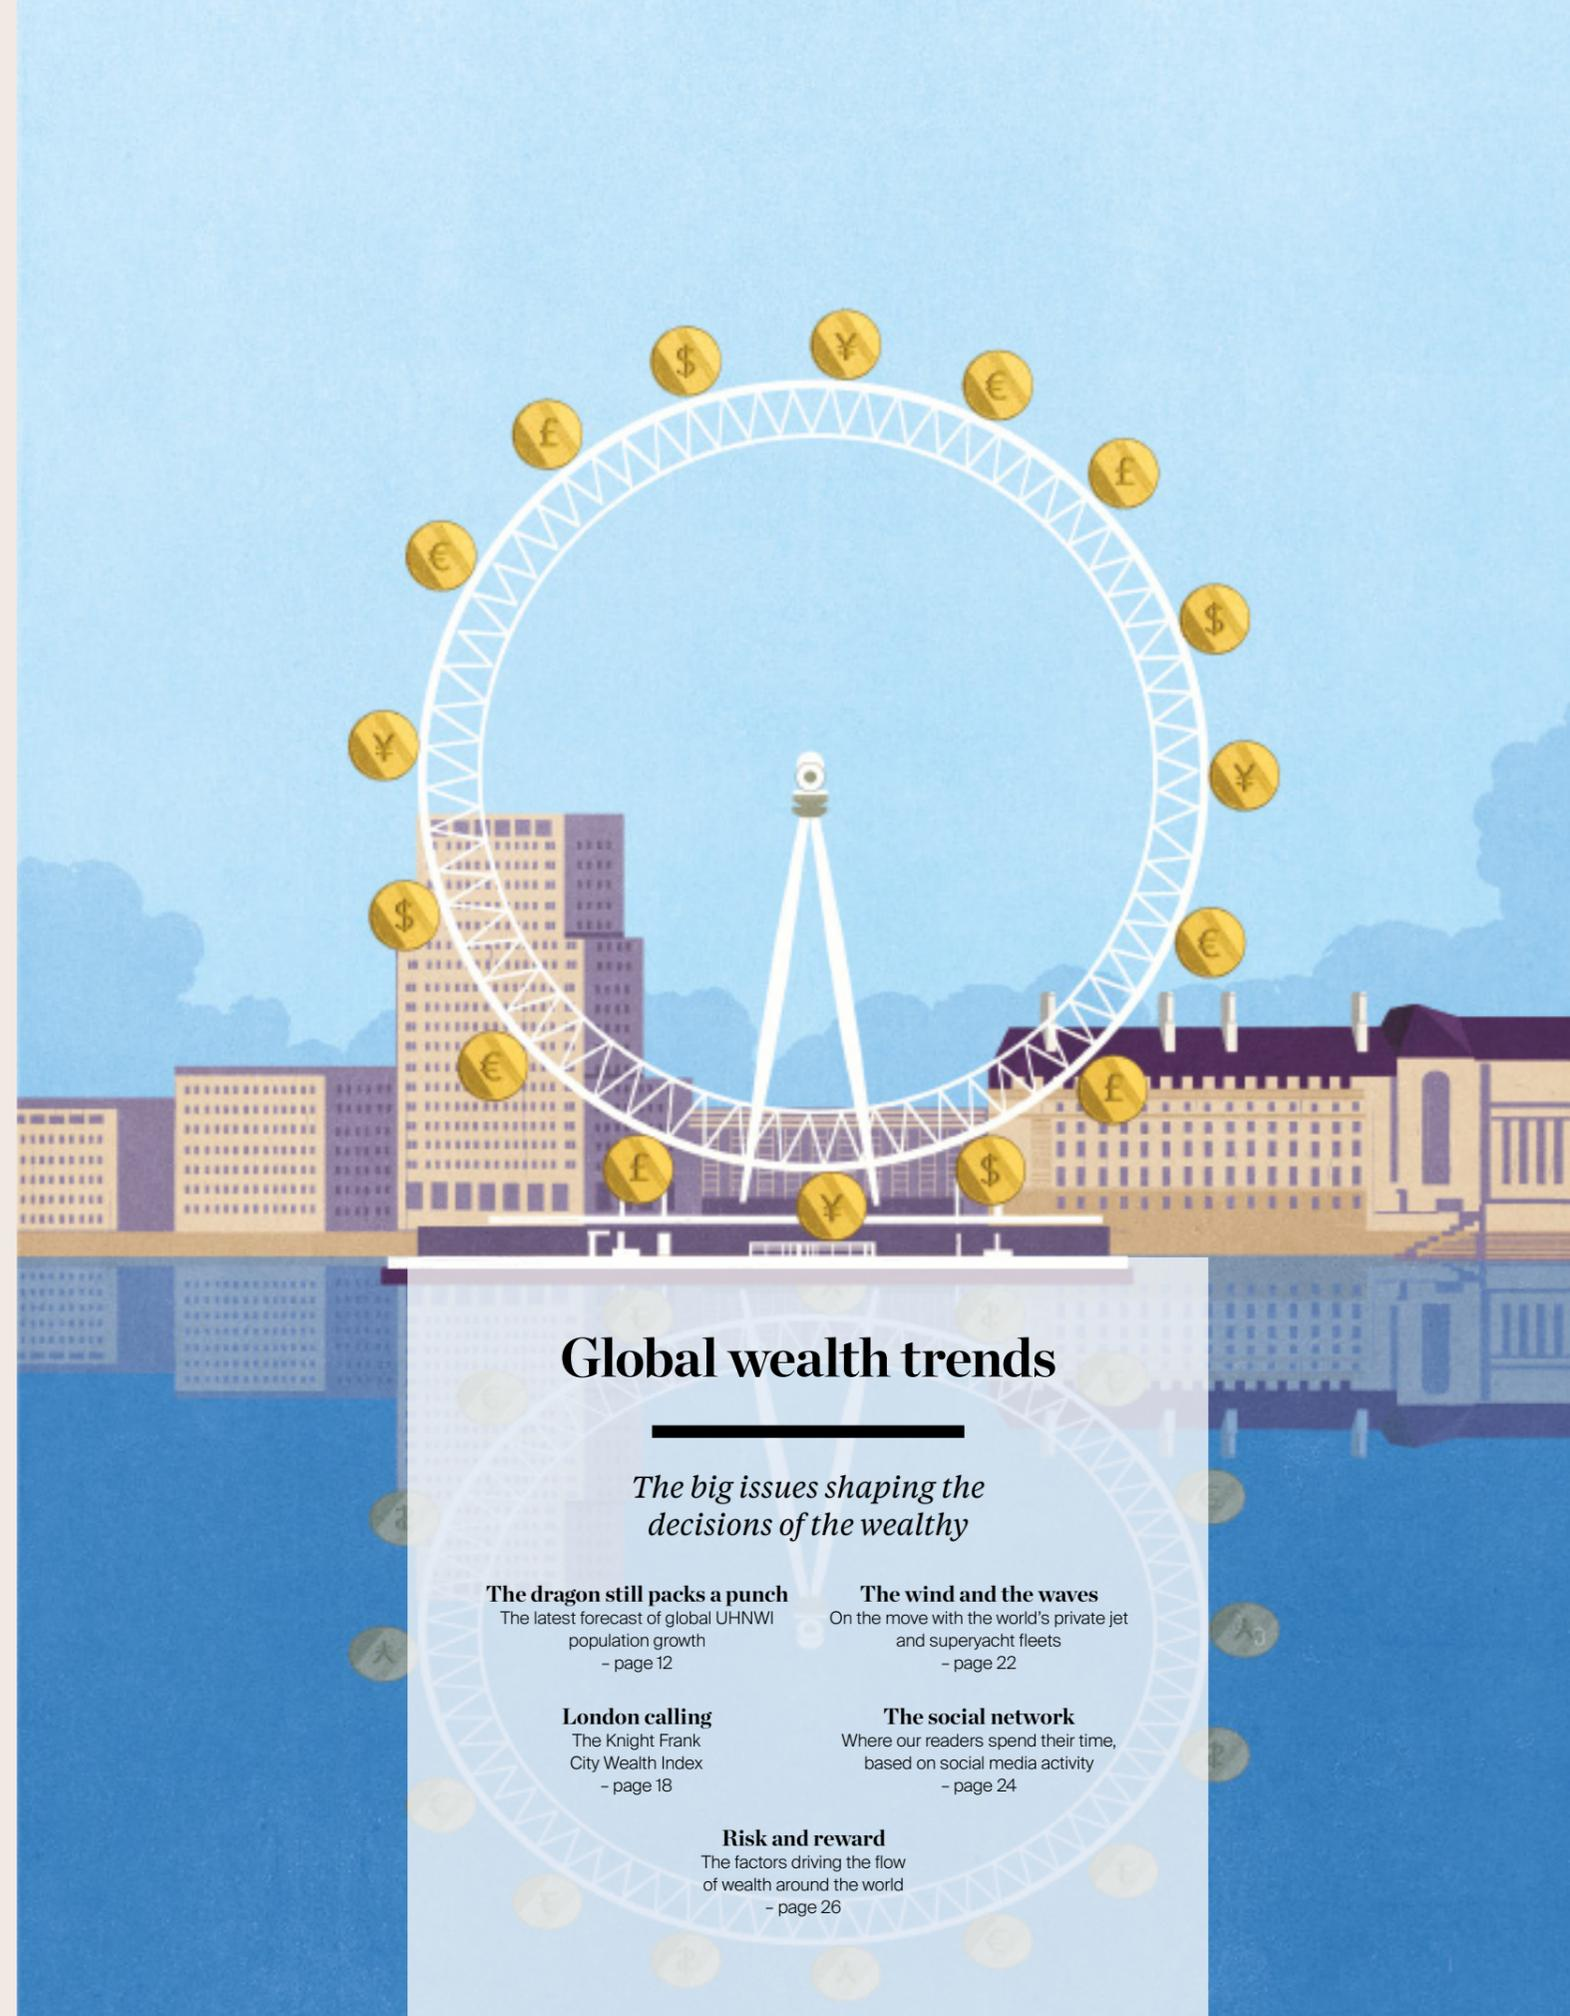 $
¥
€
£
£
€
$
¥
¥
$
€
€
£
£
$
¥
Global wealth trends
The big issues shaping the
decisions of the wealthy
The dragon still packs a punch
The latest forecast of global UHNWI
population growth
– page 12
The wind and the waves
On the move with the world's private jet
and superyacht fleets
– page 22
London calling
The Knight Frank
City Wealth Index
– page 18
The social network
Where our readers spend their time,
based on social media activity
– page 24
Risk and reward
The factors driving the flow
of wealth around the world
– page 26